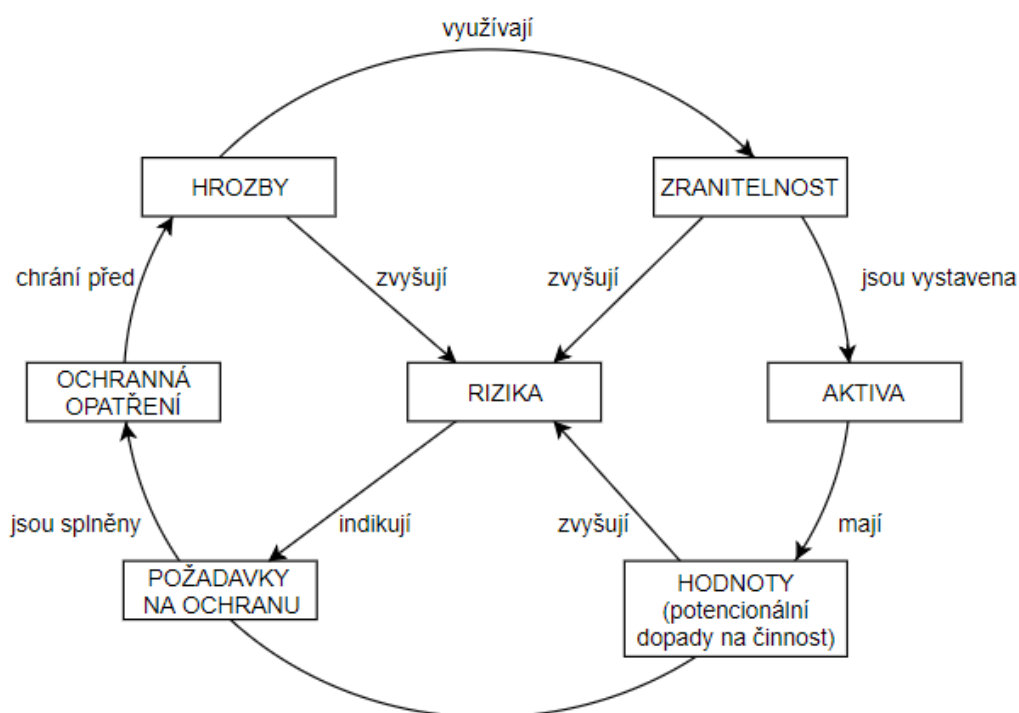 využívají
HROZBY
ZRANITELNOST
chrání před
zvyšují
zvyšují
jsou vystavena
OCHRANNÁ
OPATŘENÍ
RIZIKA
AKTIVA
jsou splněny
indikují
zvyšují
mají
POŽADAVKY
NA OCHRANU
HODNOTY
(potencionální
dopady na činnost)